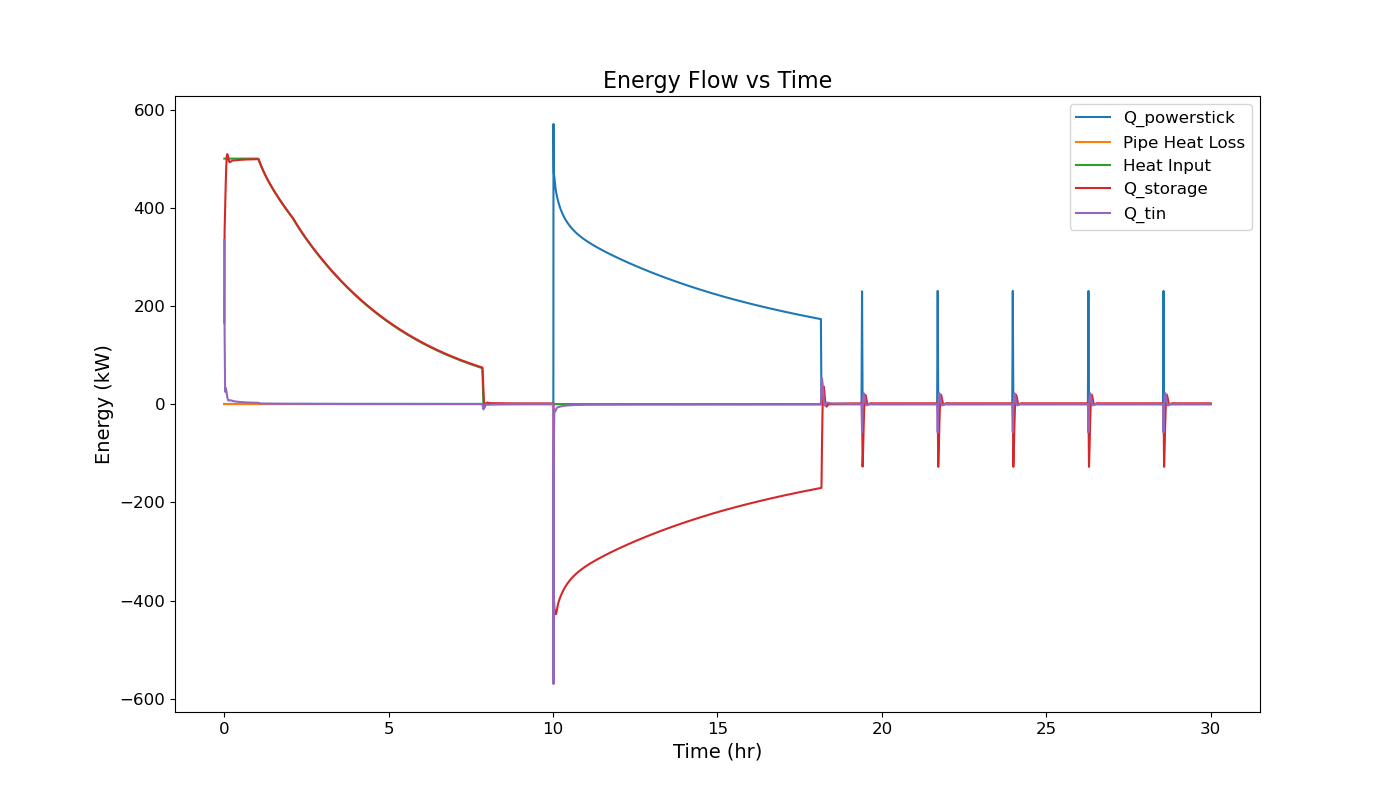 Energy Flow vs Time
Energy (kW)
600
400
200
0
−200
−400
−600
Q_powerstick
Pipe Heat Loss
Heat Input
Q_storage
Q_tin
0
5
10
15
20
25
30
Time (hr)